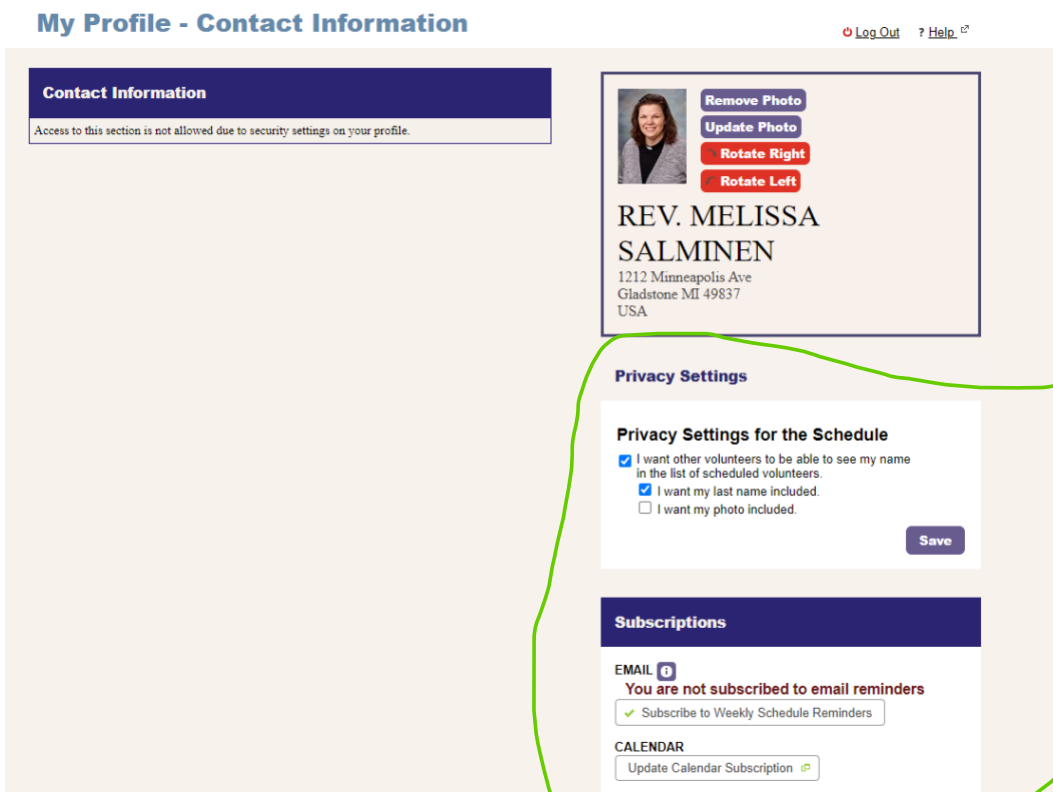 My Profile - Contact Information
Log Out ? Help
Contact Information
Access to this section is not allowed due to security settings on your profile.
Remove Photo
Update Photo
Rotate Right
Rotate Left
REV. MELISSA
SALMINEN
1212 Minneapolis Ave
Gladstone MI 49837
USA
Privacy Settings
Privacy Settings for the Schedule
I want other volunteers to be able to see my name
in the list of scheduled volunteers.
I want my last name included.
I want my photo included.
Save
Subscriptions
EMAIL
You are not subscribed to email reminders
Subscribe to Weekly Schedule Reminders
CALENDAR
Update Calendar Subscription